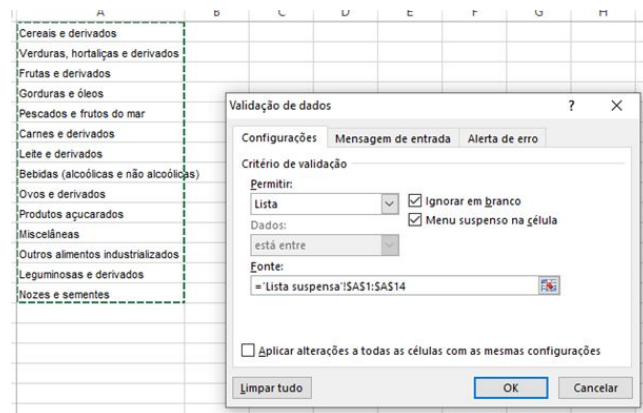 A B C D E F G H
Cereais e derivados
Verduras, hortaliças e derivados
Frutas e derivados
Gorduras e óleos
Pescados e frutos do mar
Carnes e derivados
Leite e derivados
Bebidas (alcoólicas e não alcoólicas)
Ovos e derivados
Produtos açucarados
Miscelâneas
Outros alimentos industrializados
Leguminosas e derivados
Nozes e sementes
Validação de dados ? ×
Configurações Mensagem de entrada Alerta de erro
Critério de validação
Permitir:
Lista Ignorar em branco
Menu suspenso na célula
Dados:
está entre
Fonte:
='Lista suspensa'!$A$1:$A$14
Aplicar alterações a todas as células com as mesmas configurações
Limpar tudo OK Cancelar